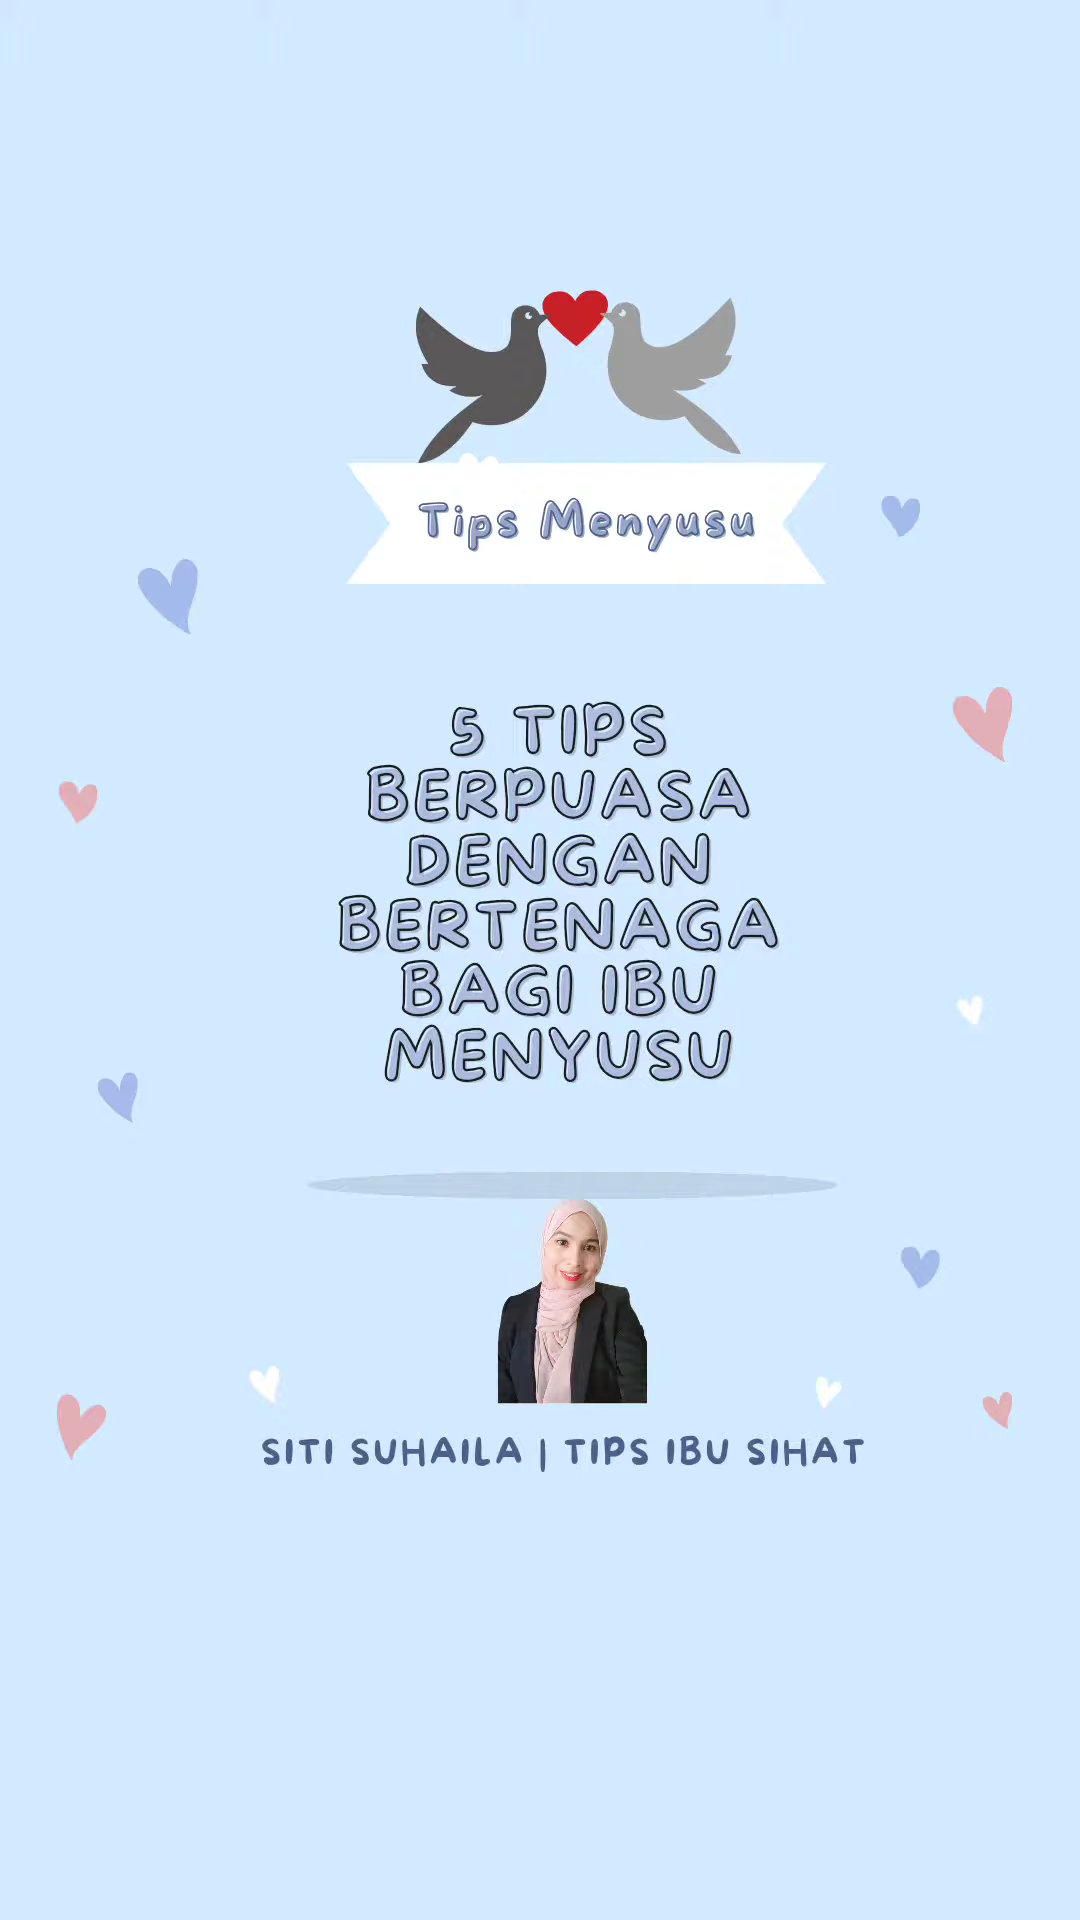 Tips Menyusu
5 TIPS
BERPUASA
DENGAN
BERTENAGA
BAGI IBU
MENYUSU
SITI SUHAILA | TIPS IBU SIHAT